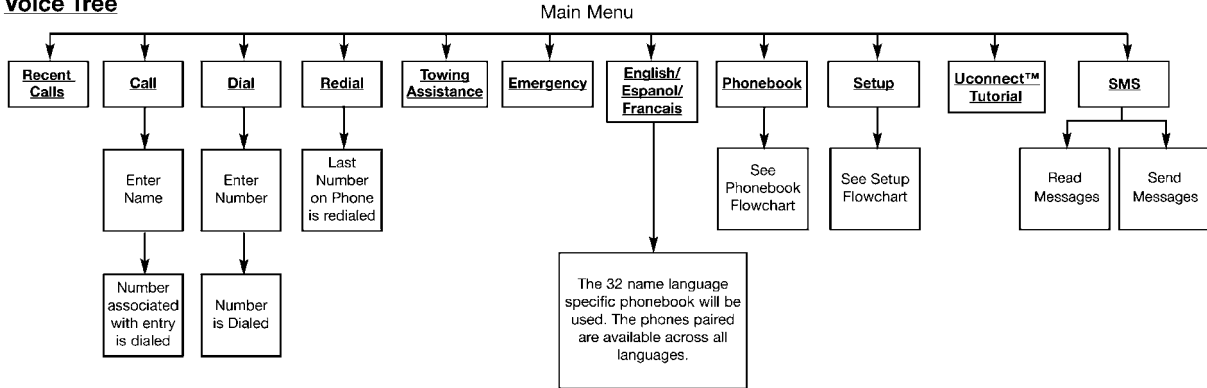 Voice Tree
Main Menu
Recent
Calls
Call
Dial
Redial
Towing
Assistance
Emergency
English/
Espanol/
Francais
Phonebook
Setup
Uconnect™
Tutorial
SMS
Enter
Name
Enter
Number
Last
Number
on Phone
is redialed
See
Phonebook
Flowchart
See Setup
Flowchart
Read
Messages
Send
Messages
Number
associated
with entry
is dialed
Number
is Dialed
The 32 name language
specific phonebook will be
used. The phones paired
are available across all
languages.